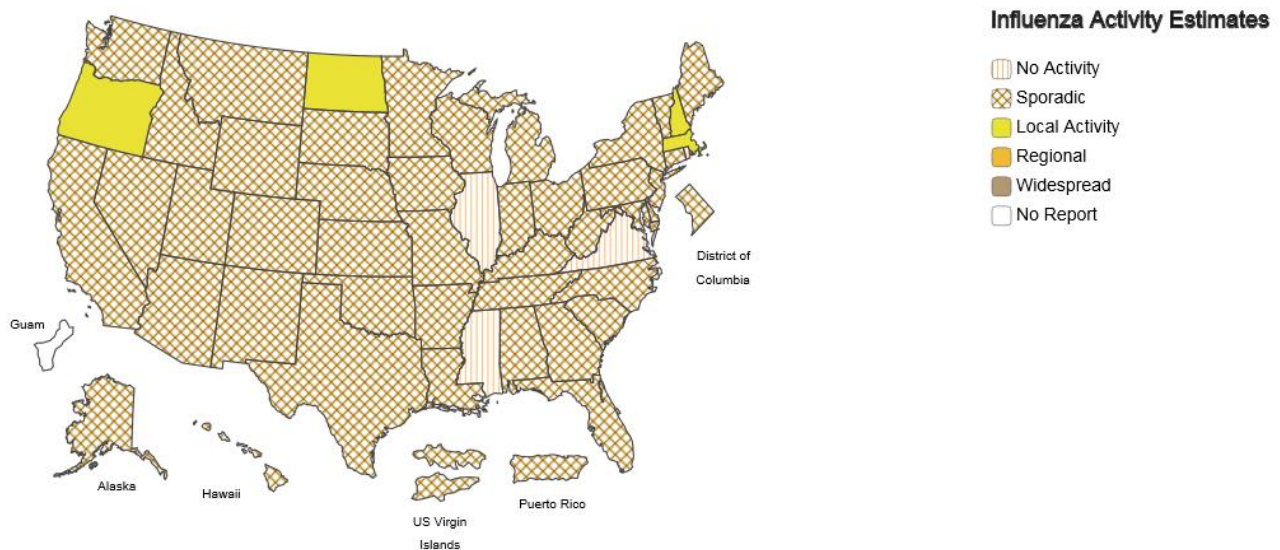 Influenza Activity Estimates
No Activity
Sporadic
Local Activity
Regional
Widespread
No Report
District of
Columbia
Guam
Alaska
Hawaii
US Virgin
Islands
Puerto Rico